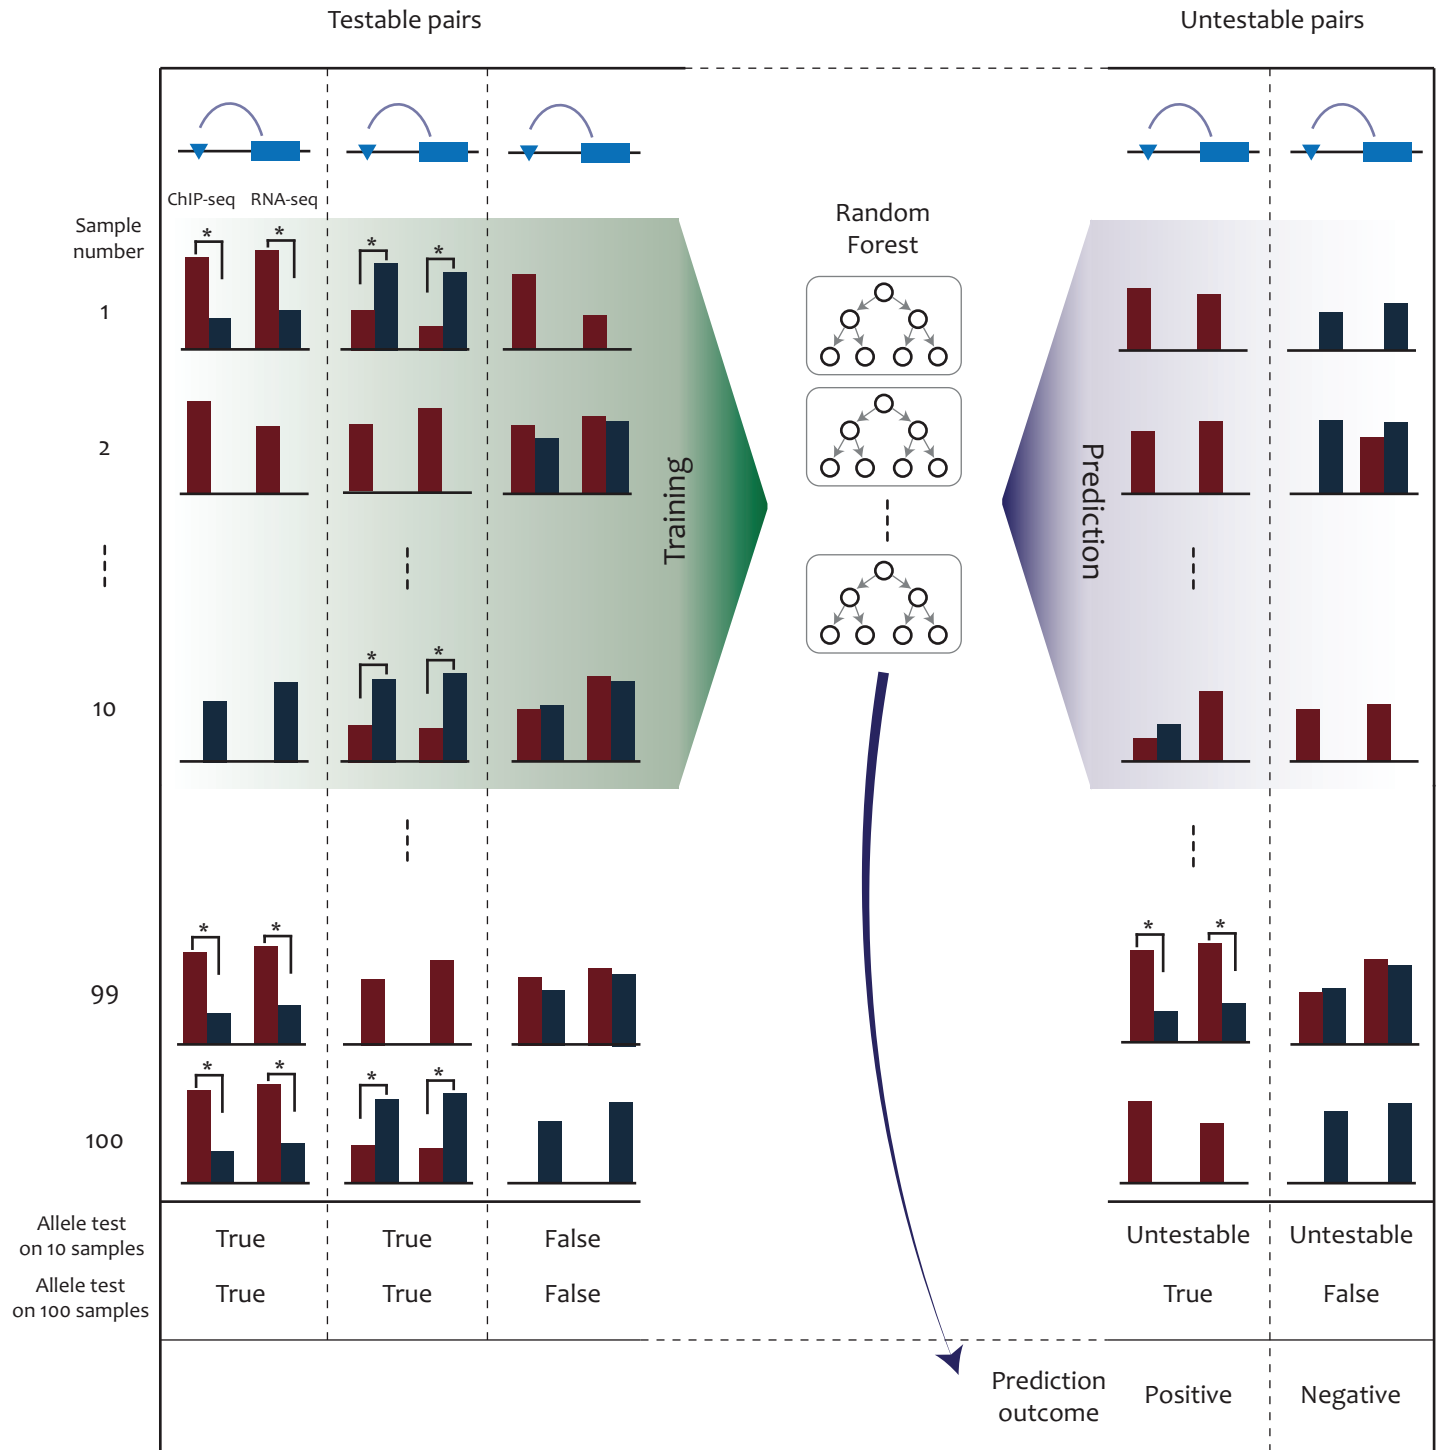 Testable pairs
Untestable pairs
ChIP-seq RNA-seq
Sample
number
Random
Forest
* * * *
1
2
Training
Prediction
* *
10
* * * *
99
* * * *
100
Allele test
on 10 samples
True True False Untestable Untestable
Allele test
on 100 samples
True True False True False
Prediction
outcome
Positive Negative